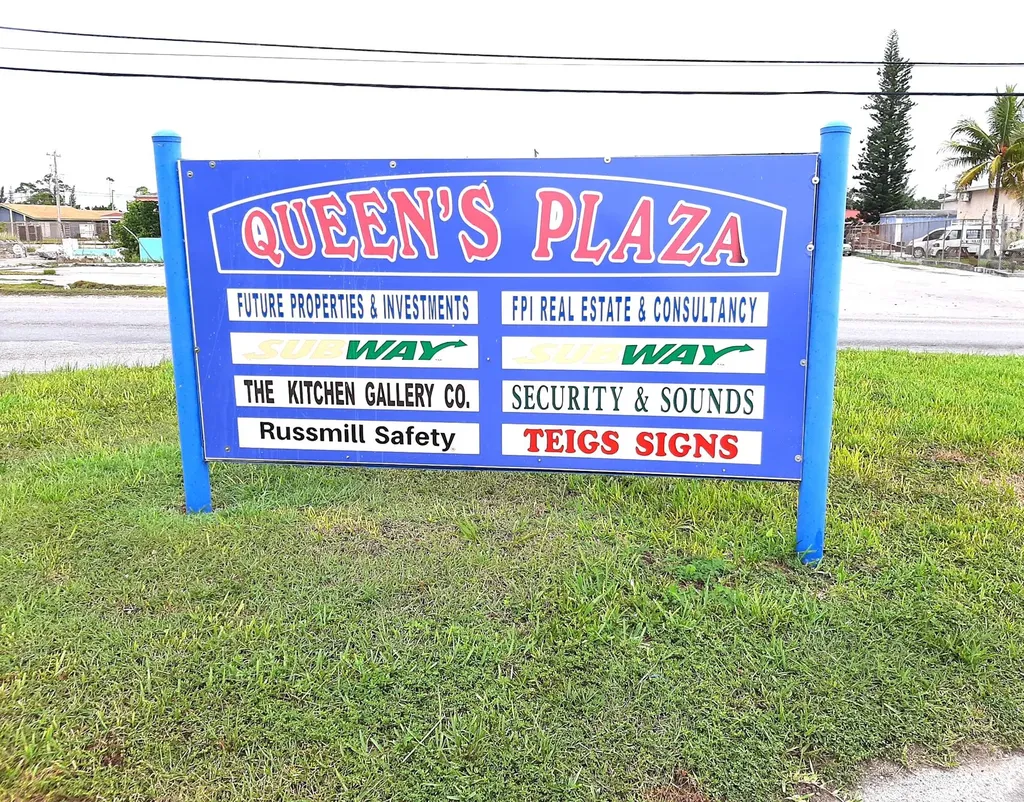 QUEEN'S PLAZA
FUTURE PROPERTIES & INVESTMENTS
FPI REAL ESTATE & CONSULTANCY
SUBWAY
SUBWAY
THE KITCHEN GALLERY CO.
SECURITY & SOUNDS
Russmill Safety
TEIGS SIGNS